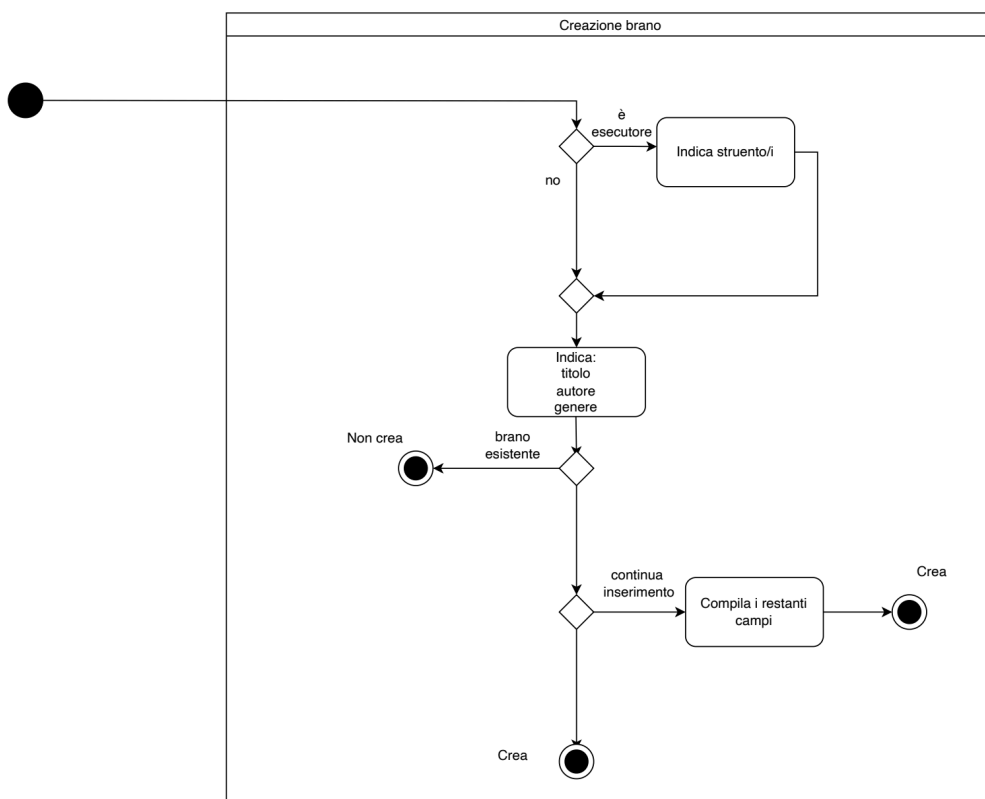 Creazione brano
è
esecutore
Indica struento/i
no
Indica:
titolo
autore
genere
Non crea
brano
esistente
continua
inserimento
Compila i restanti
campi
Crea
Crea